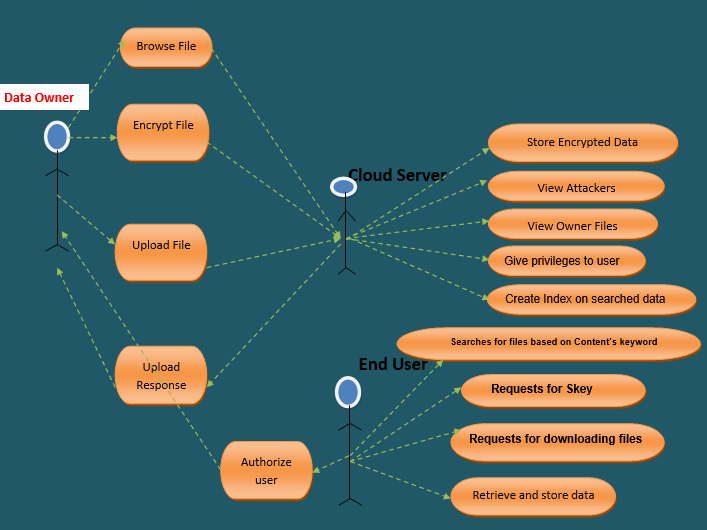 Browse File
Data Owner
Encrypt File
Store Encrypted Data
Cloud Server
View Attackers
View Owner Files
Upload File
Give privileges to user
Create Index on searched data
Searches for files based on Content's keyword
End User
Upload
Response
Requests for Skey
Requests for downloading files
Authorize
user
Retrieve and store data